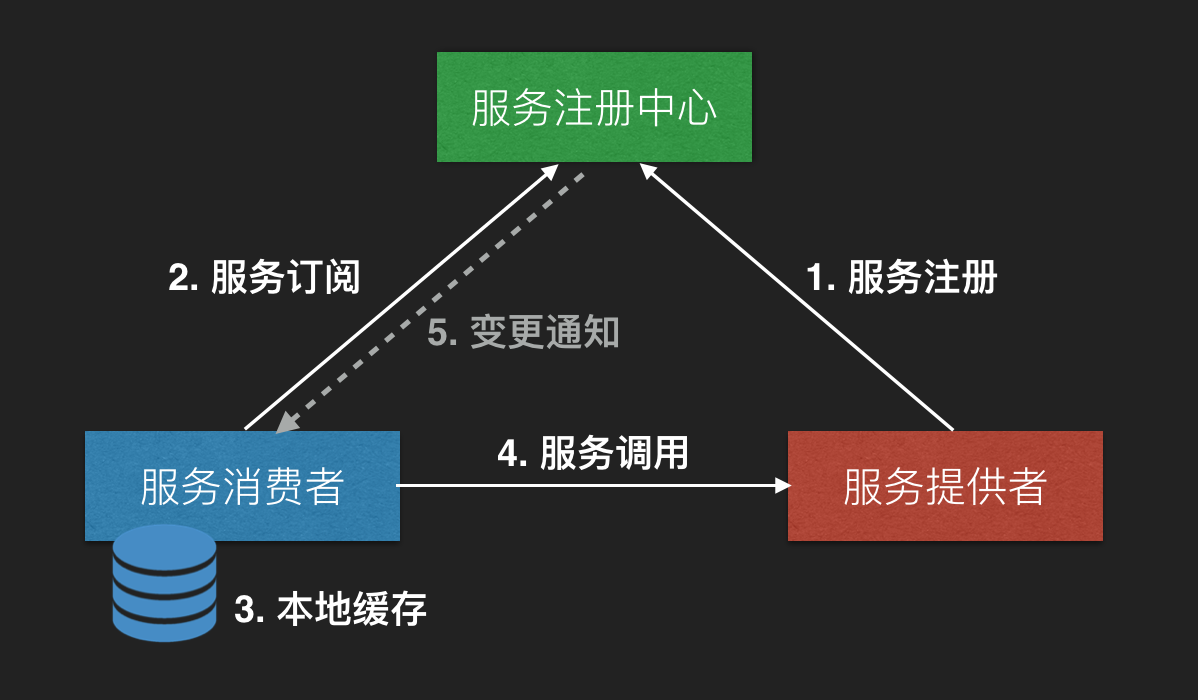 服务注册中心
2. 服务订阅
1. 服务注册
5. 变更通知
4. 服务调用
服务消费者
服务提供者
3. 本地缓存